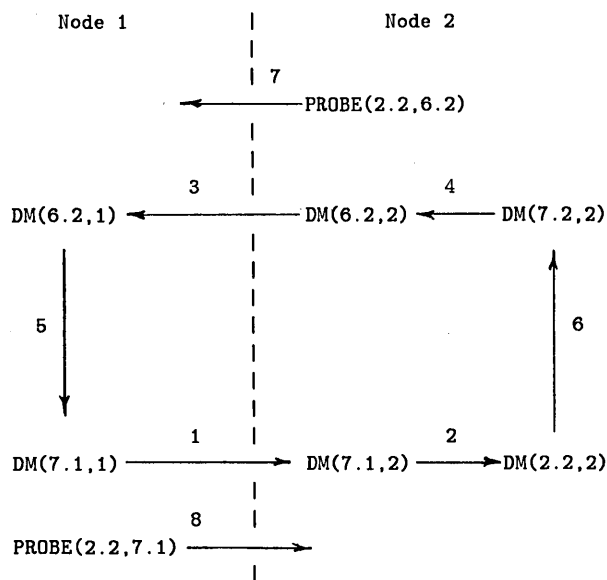 Node 1 Node 2
7
PROBE(2.2,6.2)
3 4
DM(6.2,1) DM(6.2,2) DM(7.2,2)
5 6
1 2
DM(7.1,1) DM(7.1,2) DM(2.2,2)
8
PROBE(2.2,7.1)